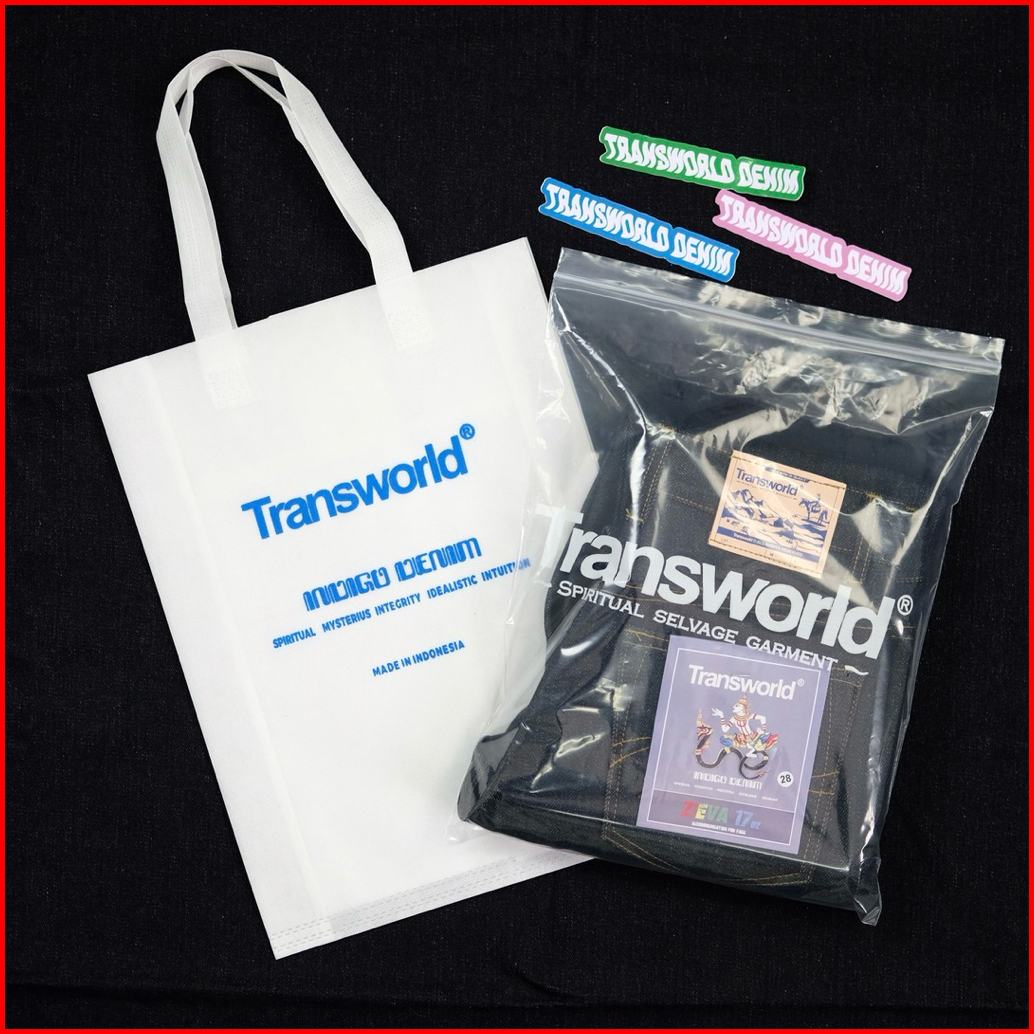 TRANSWORLD DENIM
TRANSWORLD DENIM
TRANSWORLD DENIM
Transworld®
INDIGO DENIM
SPIRITUAL MYSTERIUS INTEGRITY IDEALISTIC INTUITION
MADE IN INDONESIA
Transworld
Transworld®
SPIRITUAL SELVAGE GARMENT
Transworld®
INDIGO DENIM
28
ZIEVA 17oz